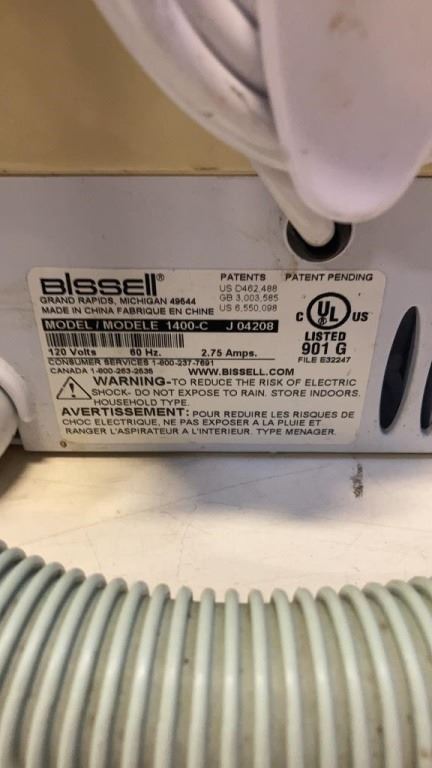 BISSELL®
GRAND RAPIDS, MICHIGAN 49544
MADE IN CHINA FABRIQUE EN CHINE
PATENTS PATENT PENDING
US D462,488
GB 3,003,585
US 6,550,098
MODEL / MODELE 1400-C J 04208
120 Volts 60 Hz. 2.75 Amps.
C UL US
LISTED
901 G
FILE E32247
CONSUMER SERVICES 1-800-237-7691
CANADA 1-800-263-2535 WWW.BISSELL.COM
WARNING-TO REDUCE THE RISK OF ELECTRIC
SHOCK- DO NOT EXPOSE TO RAIN. STORE INDOORS.
HOUSEHOLD TYPE.
AVERTISSEMENT: POUR REDUIRE LES RISQUES DE
CHOC ELECTRIQUE, NE PAS EXPOSER A LA PLUIE ET
RANGER L'ASPIRATEUR A L'INTERIEUR. TYPE MENAGER.